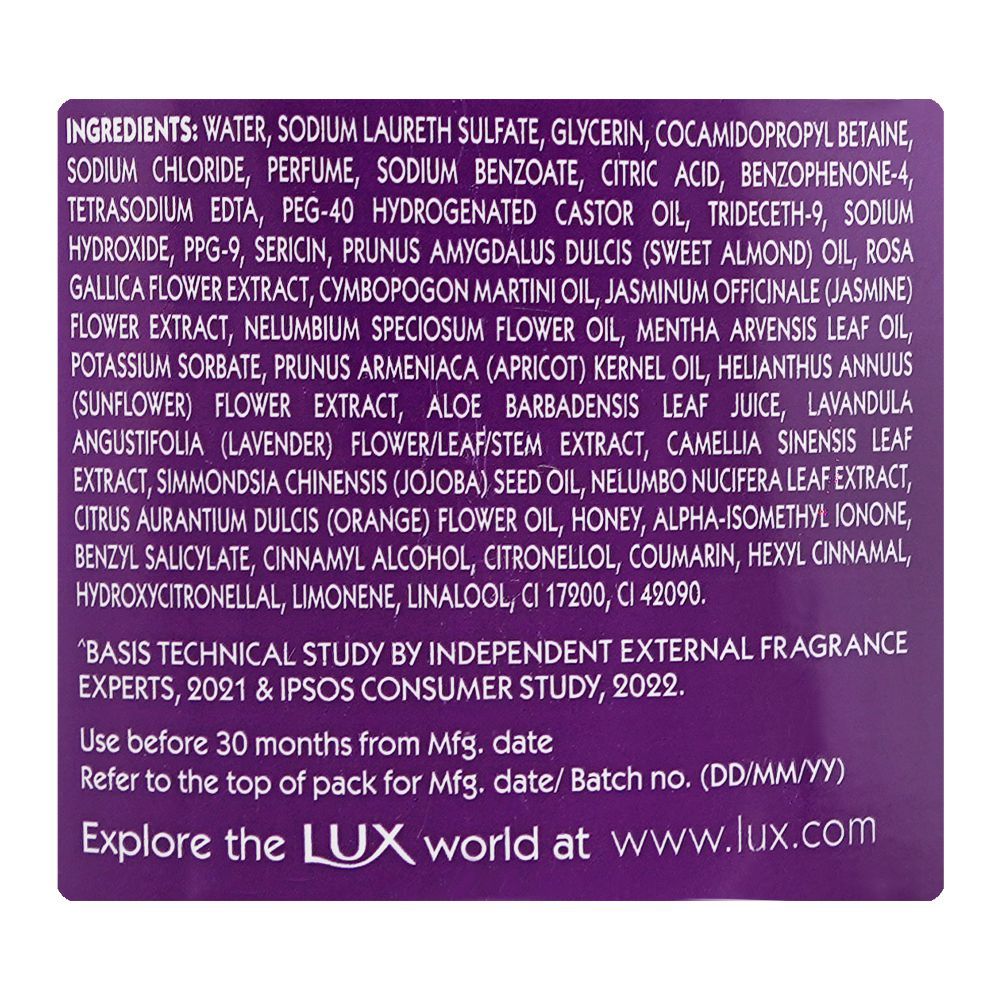 INGREDIENTS: WATER, SODIUM LAURETH SULFATE, GLYCERIN, COCAMIDOPROPYL BETAINE,
SODIUM CHLORIDE, PERFUME, SODIUM BENZOATE, CITRIC ACID, BENZOPHENONE-4,
TETRASODIUM EDTA, PEG-40 HYDROGENATED CASTOR OIL, TRIDECETH-9, SODIUM
HYDROXIDE, PPG-9, SERICIN, PRUNUS AMYGDALUS DULCIS (SWEET ALMOND) OIL, ROSA
GALLICA FLOWER EXTRACT, CYMBOPOGON MARTINI OIL, JASMINUM OFFICINALE (JASMINE)
FLOWER EXTRACT, NELUMBIUM SPECIOSUM FLOWER OIL, MENTHA ARVENSIS LEAF OIL,
POTASSIUM SORBATE, PRUNUS ARMENIACA (APRICOT) KERNEL OIL, HELIANTHUS ANNUUS
(SUNFLOWER) FLOWER EXTRACT, ALOE BARBADENSIS LEAF JUICE, LAVANDULA
ANGUSTIFOLIA (LAVENDER) FLOWER/LEAF/STEM EXTRACT, CAMELLIA SINENSIS LEAF
EXTRACT, SIMMONDSIA CHINENSIS (JOJOBA) SEED OIL, NELUMBO NUCIFERA LEAF EXTRACT,
CITRUS AURANTIUM DULCIS (ORANGE) FLOWER OIL, HONEY, ALPHA-ISOMETHYL IONONE,
BENZYL SALICYLATE, CINNAMYL ALCOHOL, CITRONELLOL, COUMARIN, HEXYL CINNAMAL,
HYDROXYCITRONELLAL, LIMONENE, LINALOOL, CI 17200, CI 42090.
^BASIS TECHNICAL STUDY BY INDEPENDENT EXTERNAL FRAGRANCE
EXPERTS, 2021 & IPSOS CONSUMER STUDY, 2022.
Use before 30 months from Mfg. date
Refer to the top of pack for Mfg. date/ Batch no. (DD/MM/YY)
Explore the LUX world at www.lux.com